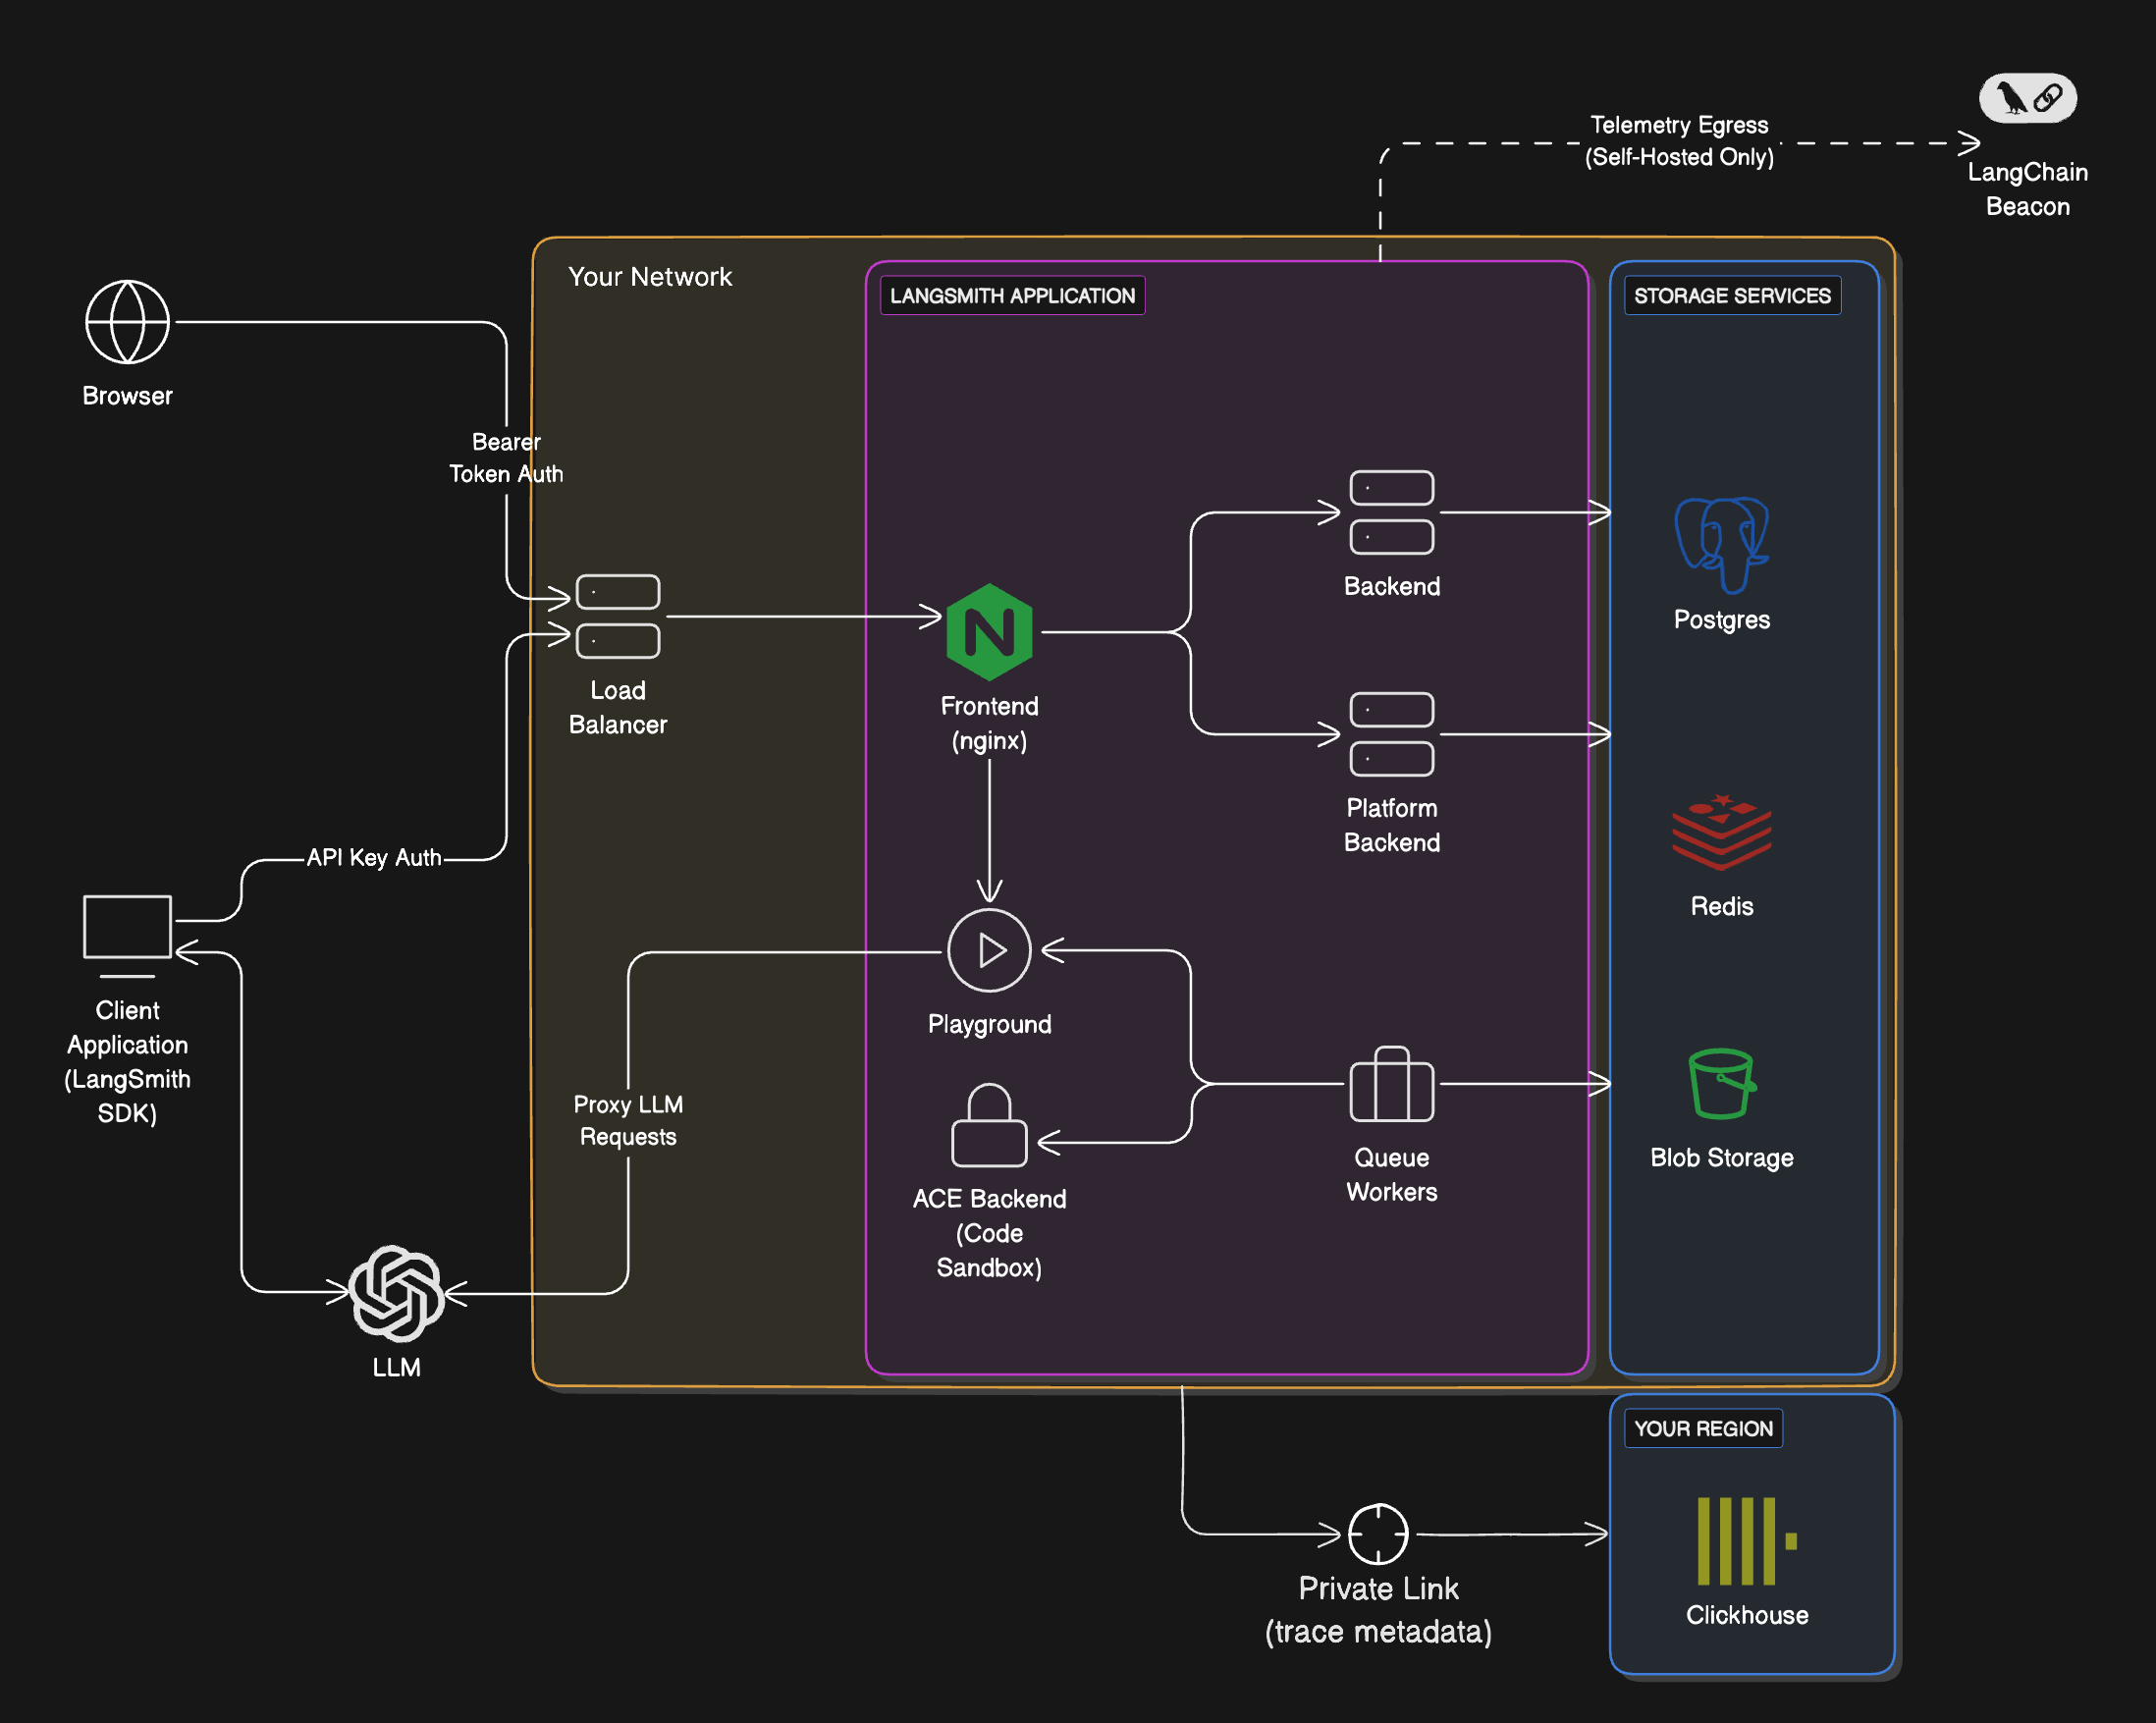 Telemetry Egress
(Self-Hosted Only)
LangChain
Beacon
Your Network
LANGSMITH APPLICATION
STORAGE SERVICES
Browser
Bearer
Token Auth
Load
Balancer
Frontend
(nginx)
Backend
Postgres
Platform
Backend
API Key Auth
Redis
Client
Application
(LangSmith
SDK)
Playground
Proxy LLM
Requests
ACE Backend
(Code
Sandbox)
Queue
Workers
Blob Storage
LLM
YOUR REGION
Private Link
(trace metadata)
Clickhouse